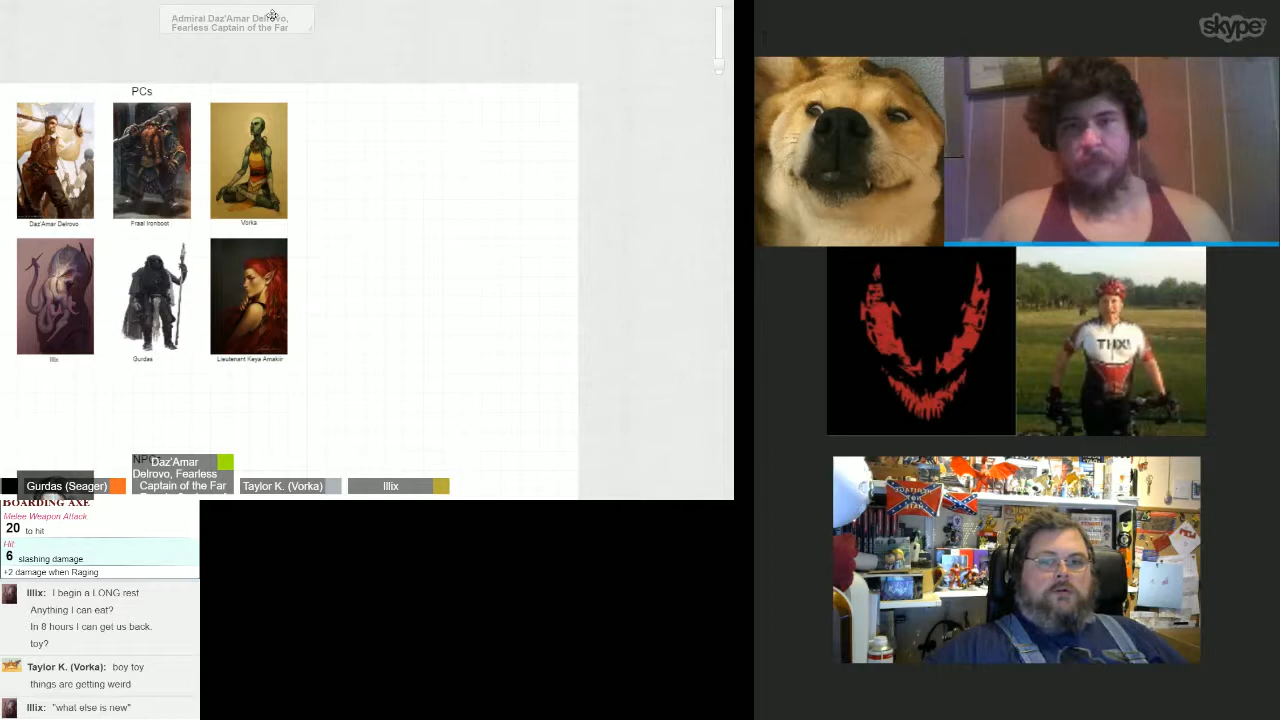 Admiral Daz'Amar Delrovo,
Fearless Captain of the Far
skype
PCs
Daz'Amar Delrovo
Fraal Ironboot
Vorka
Illix
Gurdas
Lieutenant Keya Amakiir
THX!
Gurdas (Seager)
Daz'Amar
Delrovo, Fearless
Captain of the Far
Taylor K. (Vorka)
Illix
BOARDING AXE
Melee Weapon Attack
20 to hit
Hit:
6 slashing damage
+2 damage when Raging
Illix: I begin a LONG rest
Anything I can eat?
In 8 hours I can get us back.
toy?
Taylor K. (Vorka): boy toy
things are getting weird
Illix: "what else is new"